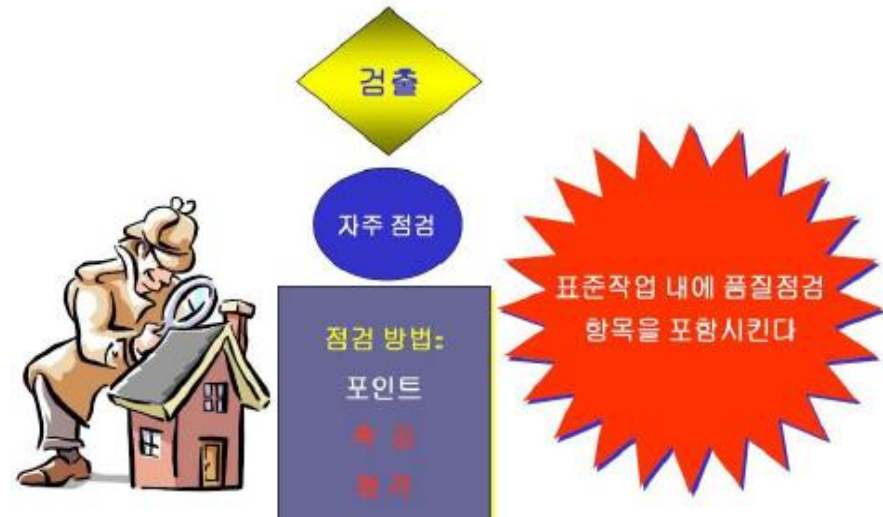 검출
자주 점검
점검 방법:
포인트
표준작업 내에 품질점검
항목을 포함시킨다